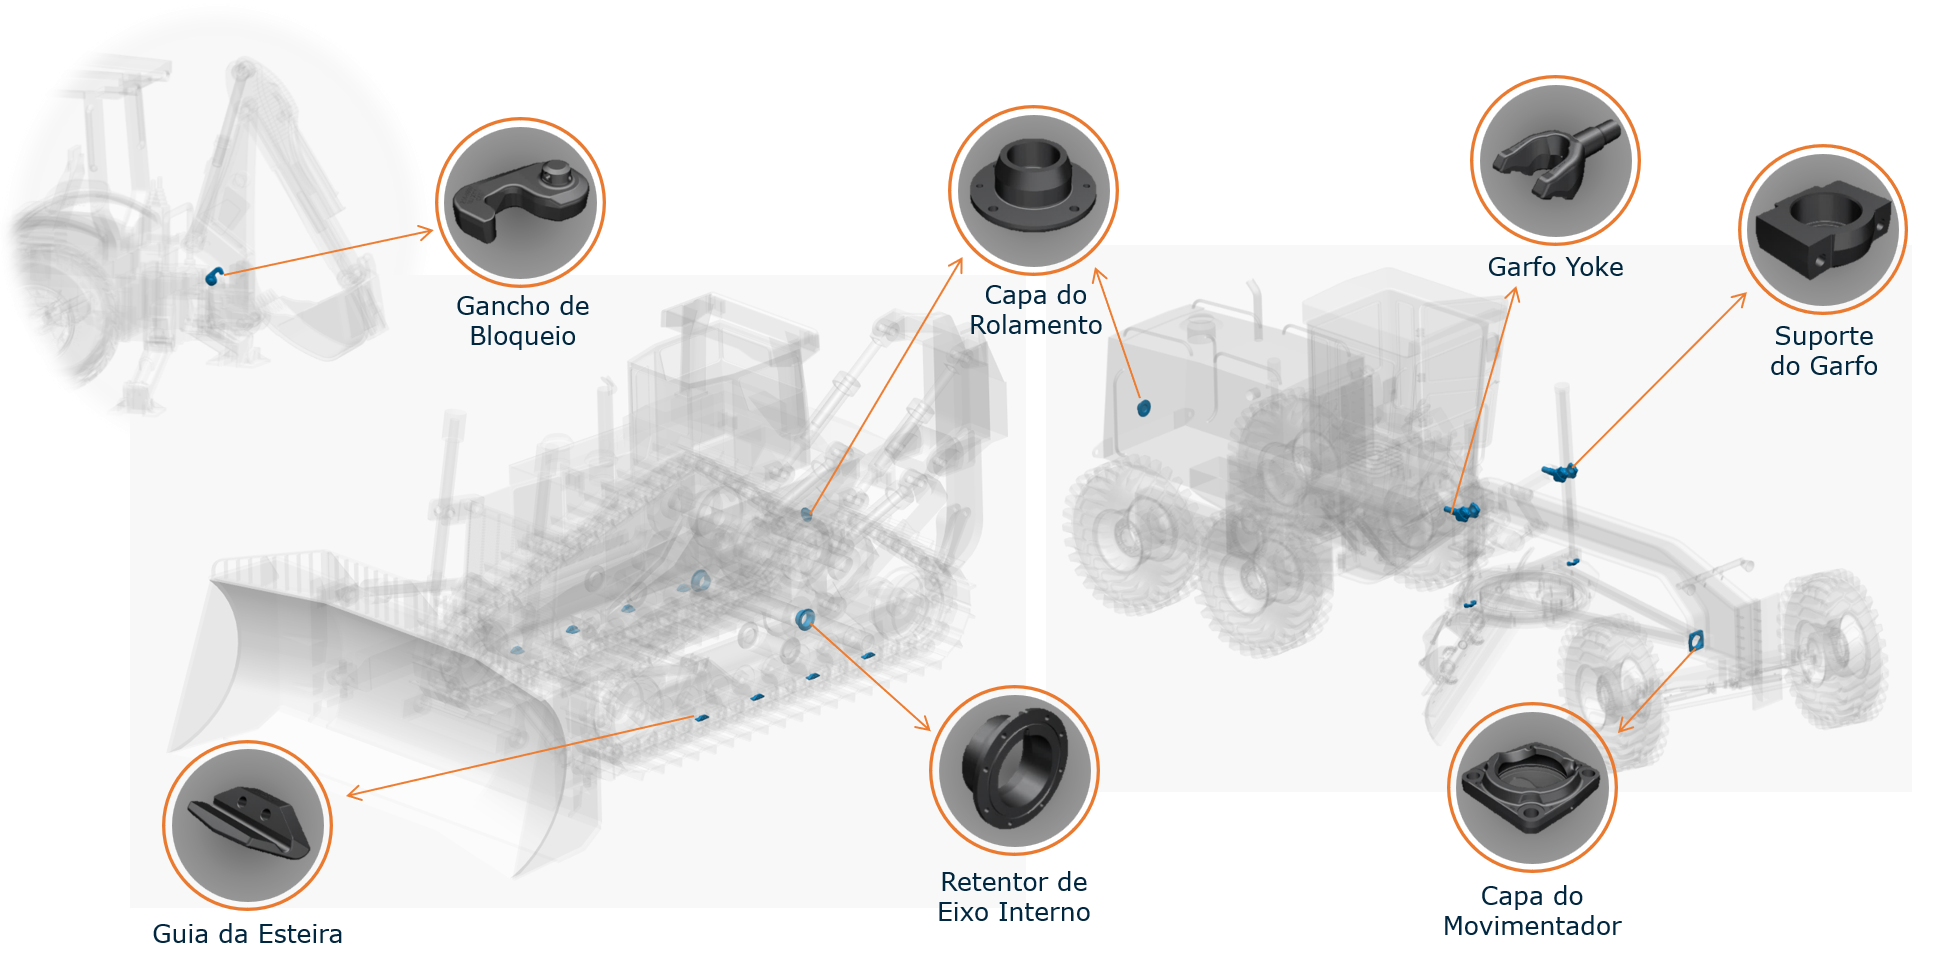 Gancho de
Bloqueio
Capa do
Rolamento
Garfo Yoke
Suporte
do Garfo
Guia da Esteira
Retentor de
Eixo Interno
Capa do
Movimentador